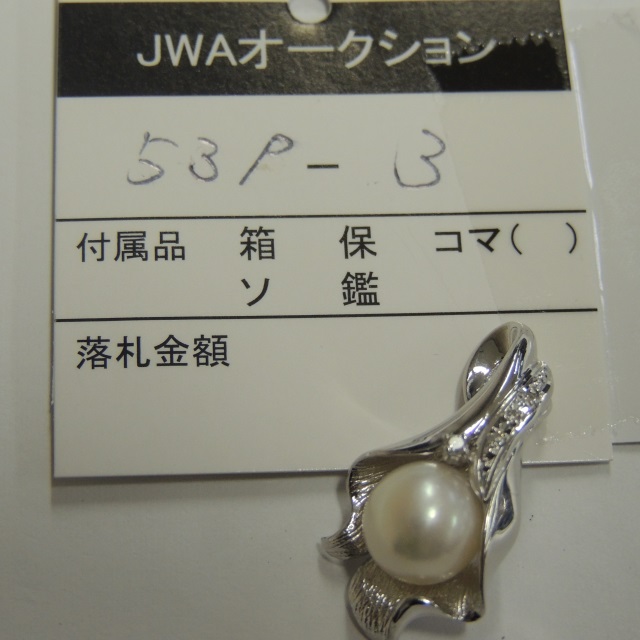 JWAオークション
53P-3
付属品 箱 保 コマ( )
ソ 鑑
落札金額